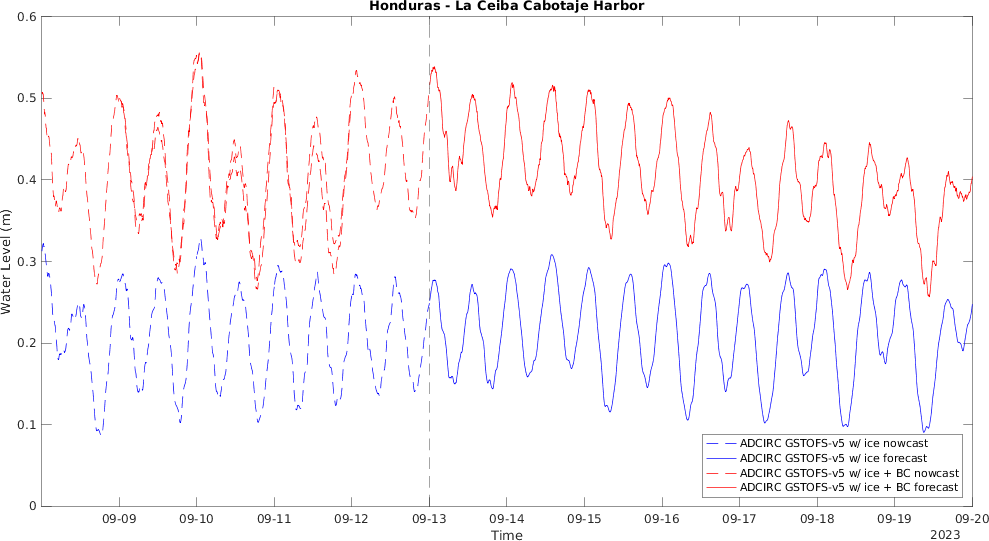 Honduras - La Ceiba Cabotaje Harbor
0.6
0.5
0.4
0.3
0.2
0.1
0
Water Level (m)
ADCIRC GSTOFS-v5 w/ ice nowcast
ADCIRC GSTOFS-v5 w/ ice forecast
ADCIRC GSTOFS-v5 w/ ice + BC nowcast
ADCIRC GSTOFS-v5 w/ ice + BC forecast
09-09 09-10 09-11 09-12 09-13 09-14 09-15 09-16 09-17 09-18 09-19 09-20
Time
2023